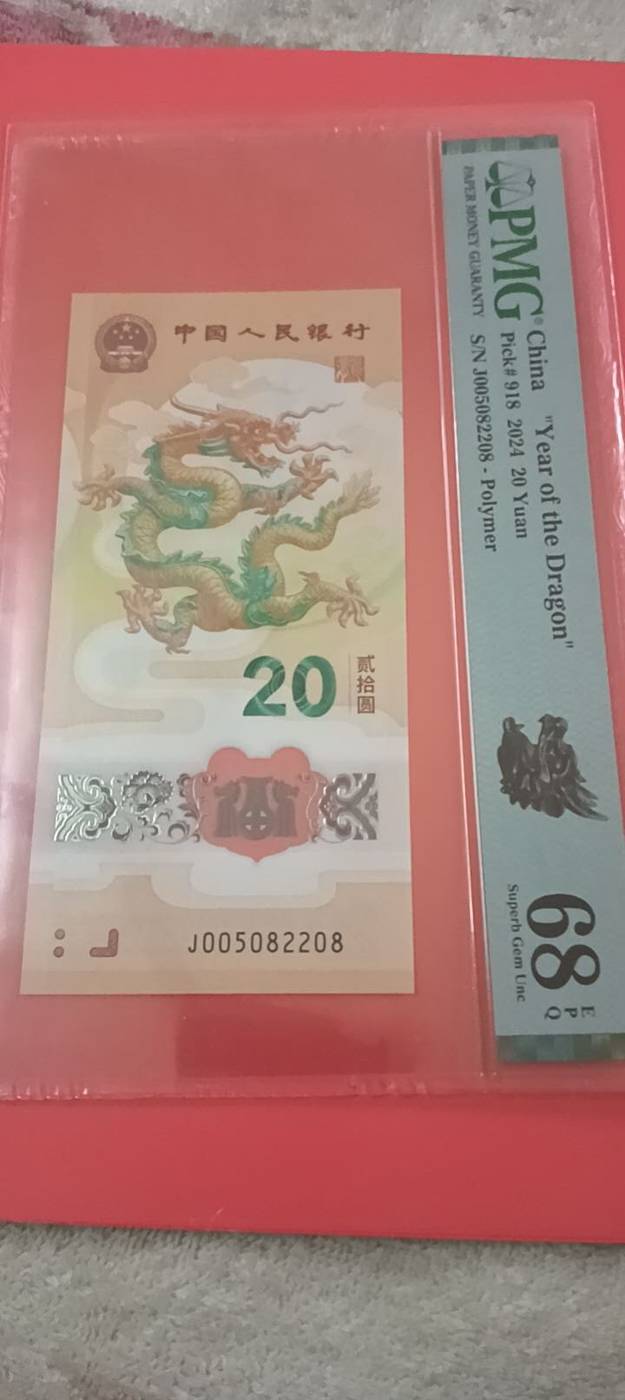 中国人民银行
20
贰拾圆
J005082208
PMG®
PAPER MONEY GUARANTY
China "Year of the Dragon"
Pick# 918 2024 20 Yuan
S/N J005082208 - Polymer
68 EPQ
Superb Gem Unc